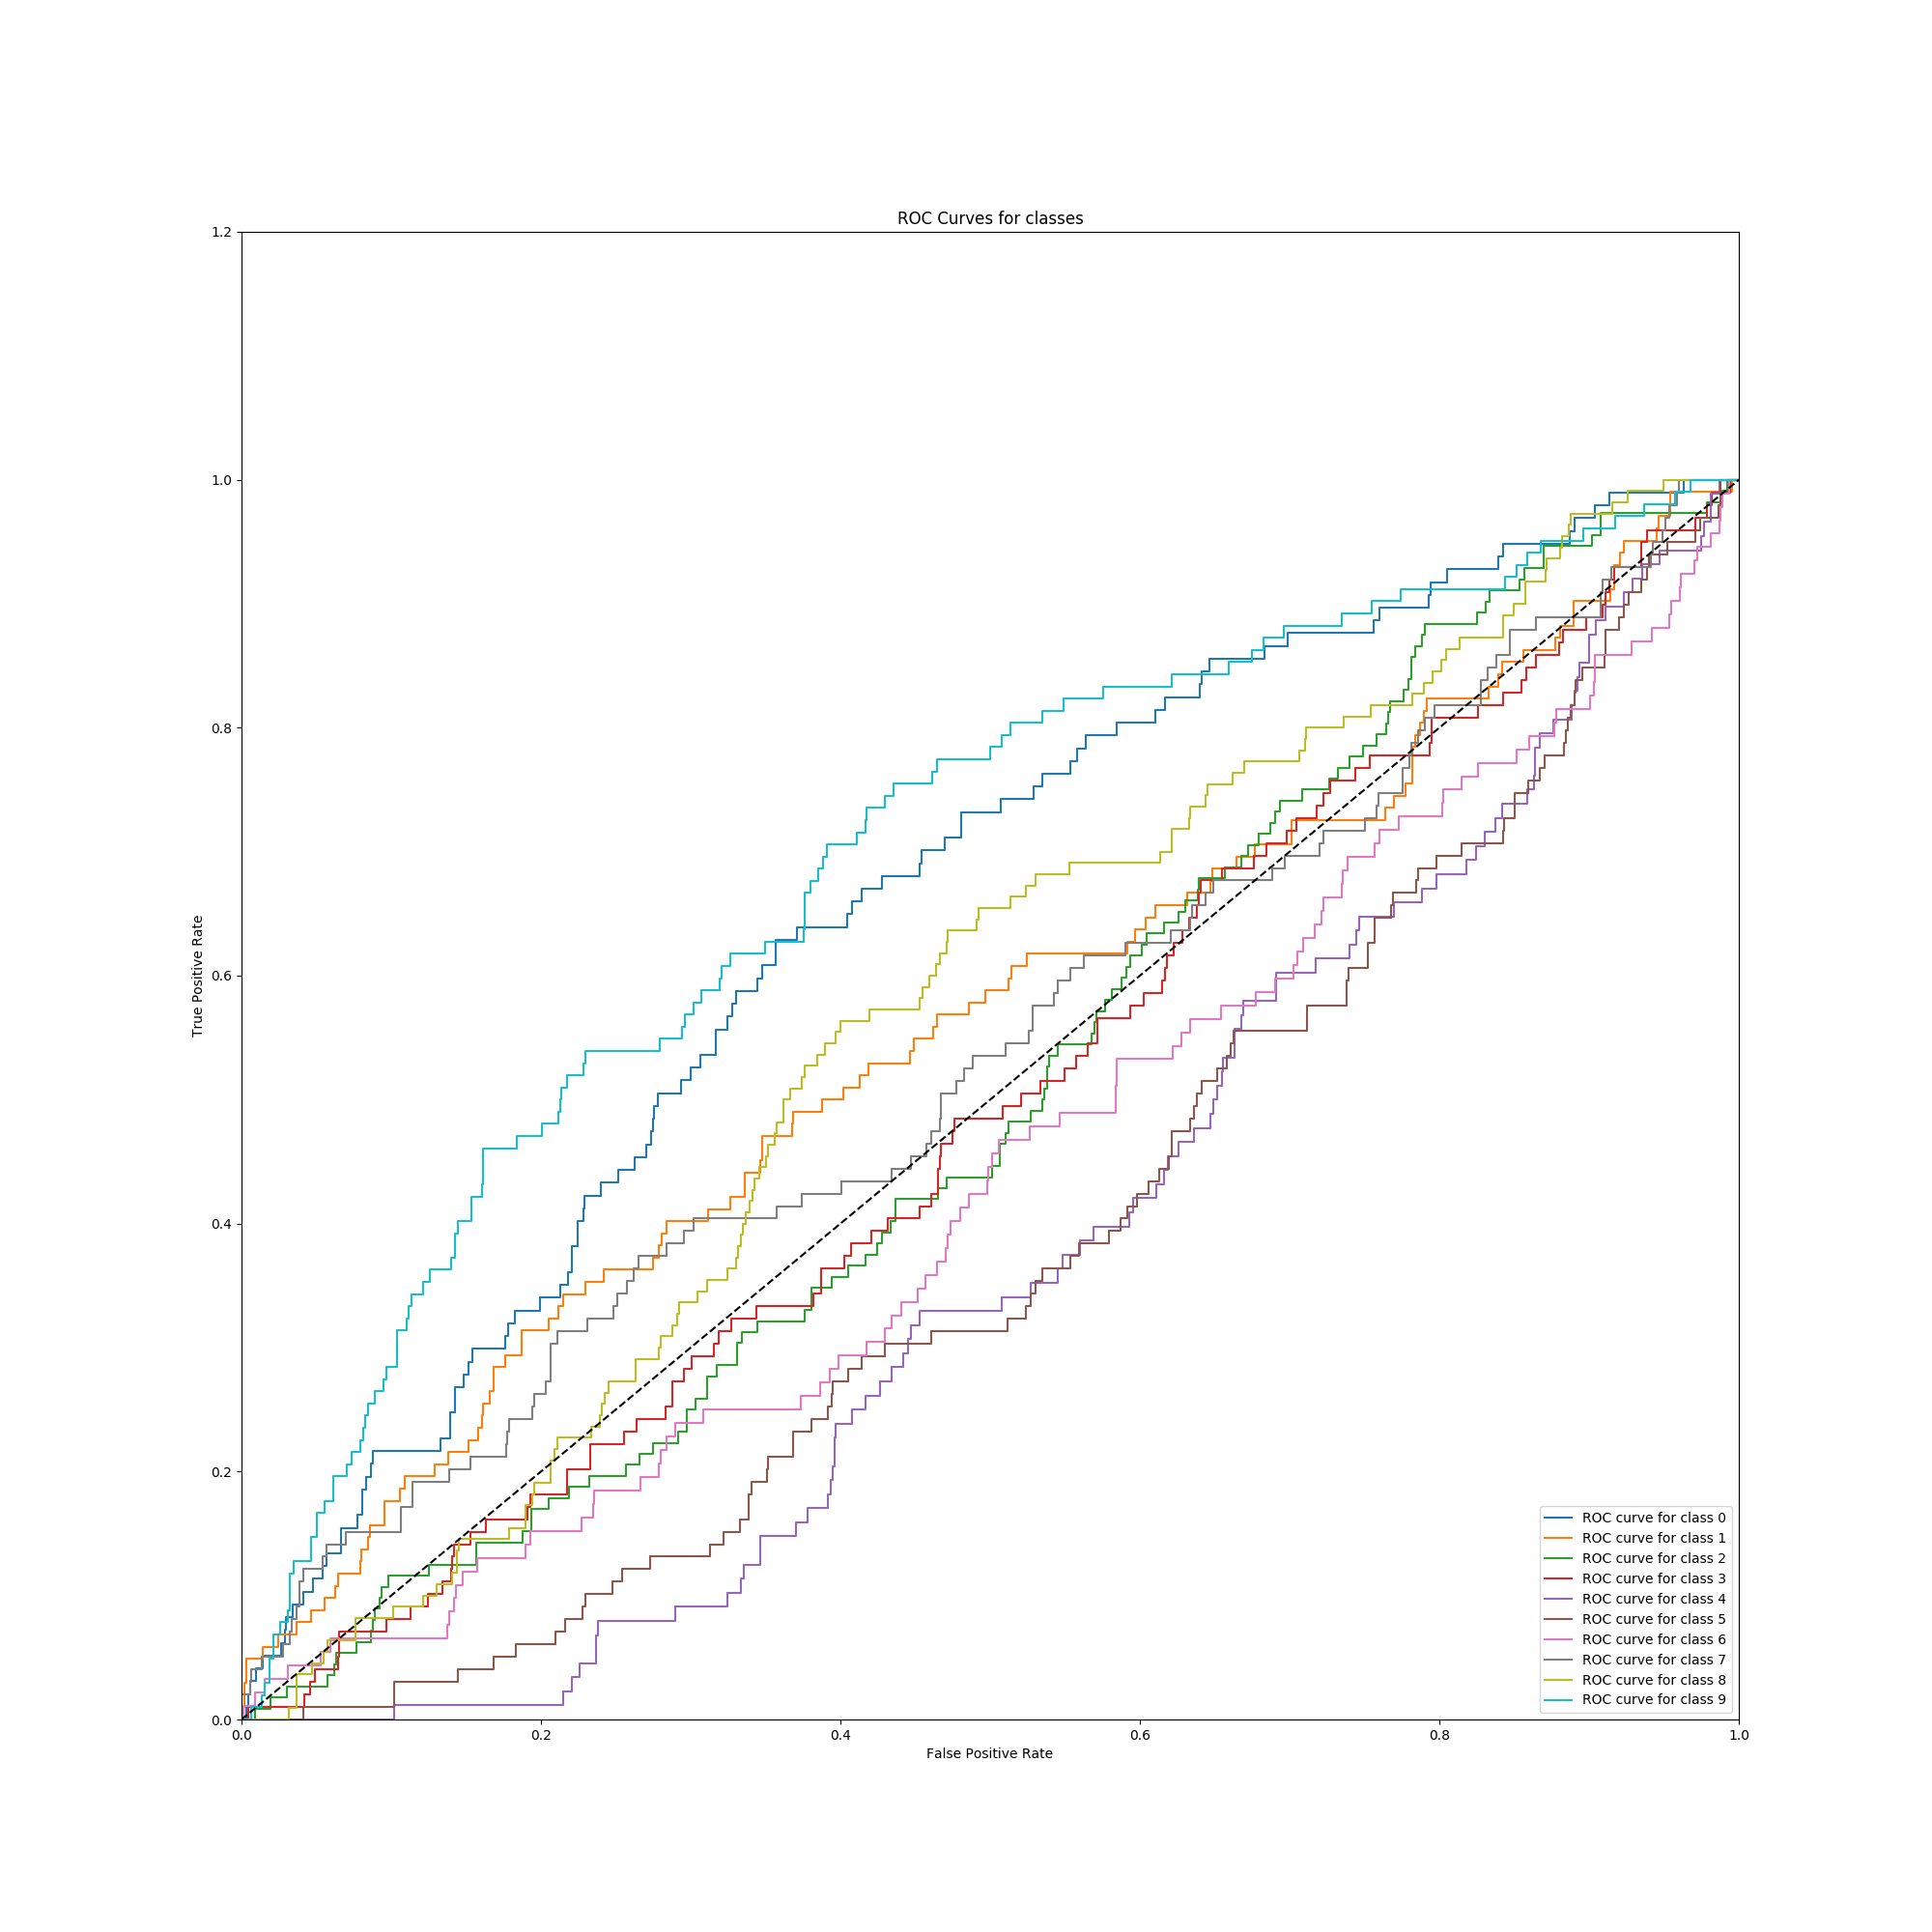 ROC Curves for classes
1.2
1.0
0.8
0.6
0.4
0.2
0.0
True Positive Rate
0.0 0.2 0.4 0.6 0.8 1.0
False Positive Rate
ROC curve for class 0
ROC curve for class 1
ROC curve for class 2
ROC curve for class 3
ROC curve for class 4
ROC curve for class 5
ROC curve for class 6
ROC curve for class 7
ROC curve for class 8
ROC curve for class 9